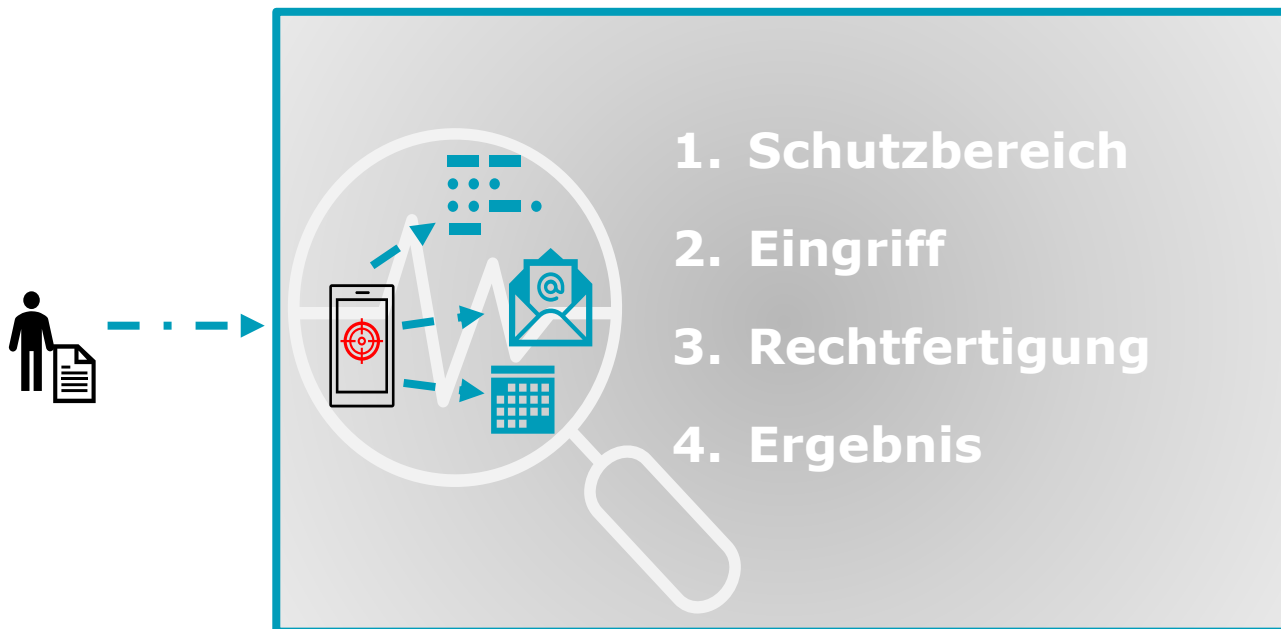 1. Schutzbereich
2. Eingriff
3. Rechtfertigung
4. Ergebnis
@